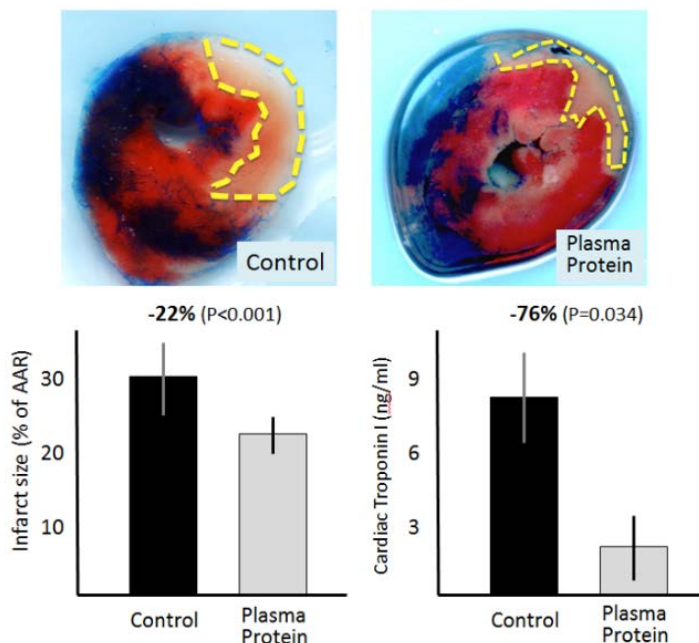 Control
Plasma
Protein
-22% (P<0.001)
-76% (P=0.034)
Infarct size (% of AAR)
30
20
10
Control
Plasma
Protein
Cardiac Troponin I (ng/ml)
9
6
3
Control
Plasma
Protein